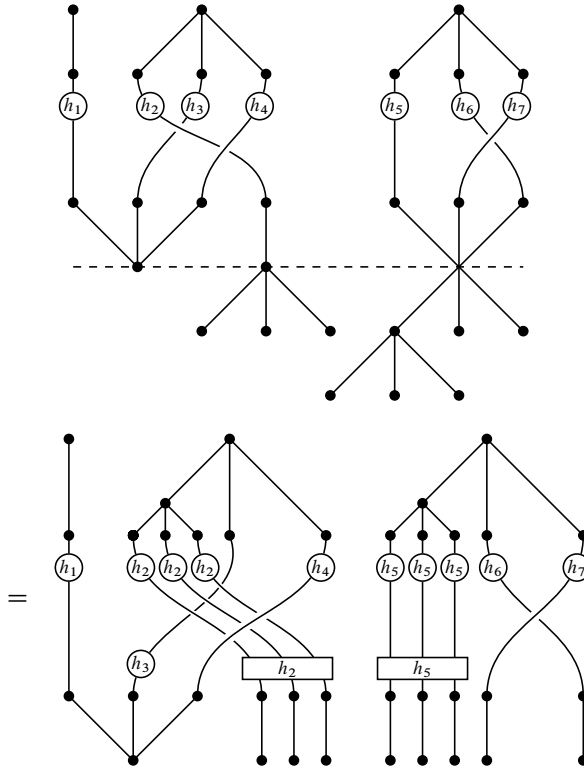 h₁ h₂ h₃ h₄ h₅ h₆ h₇
h₁ h₂ h₂ h₂ h₄ h₅ h₅ h₅ h₆ h₇
=
h₃ h₂ h₅